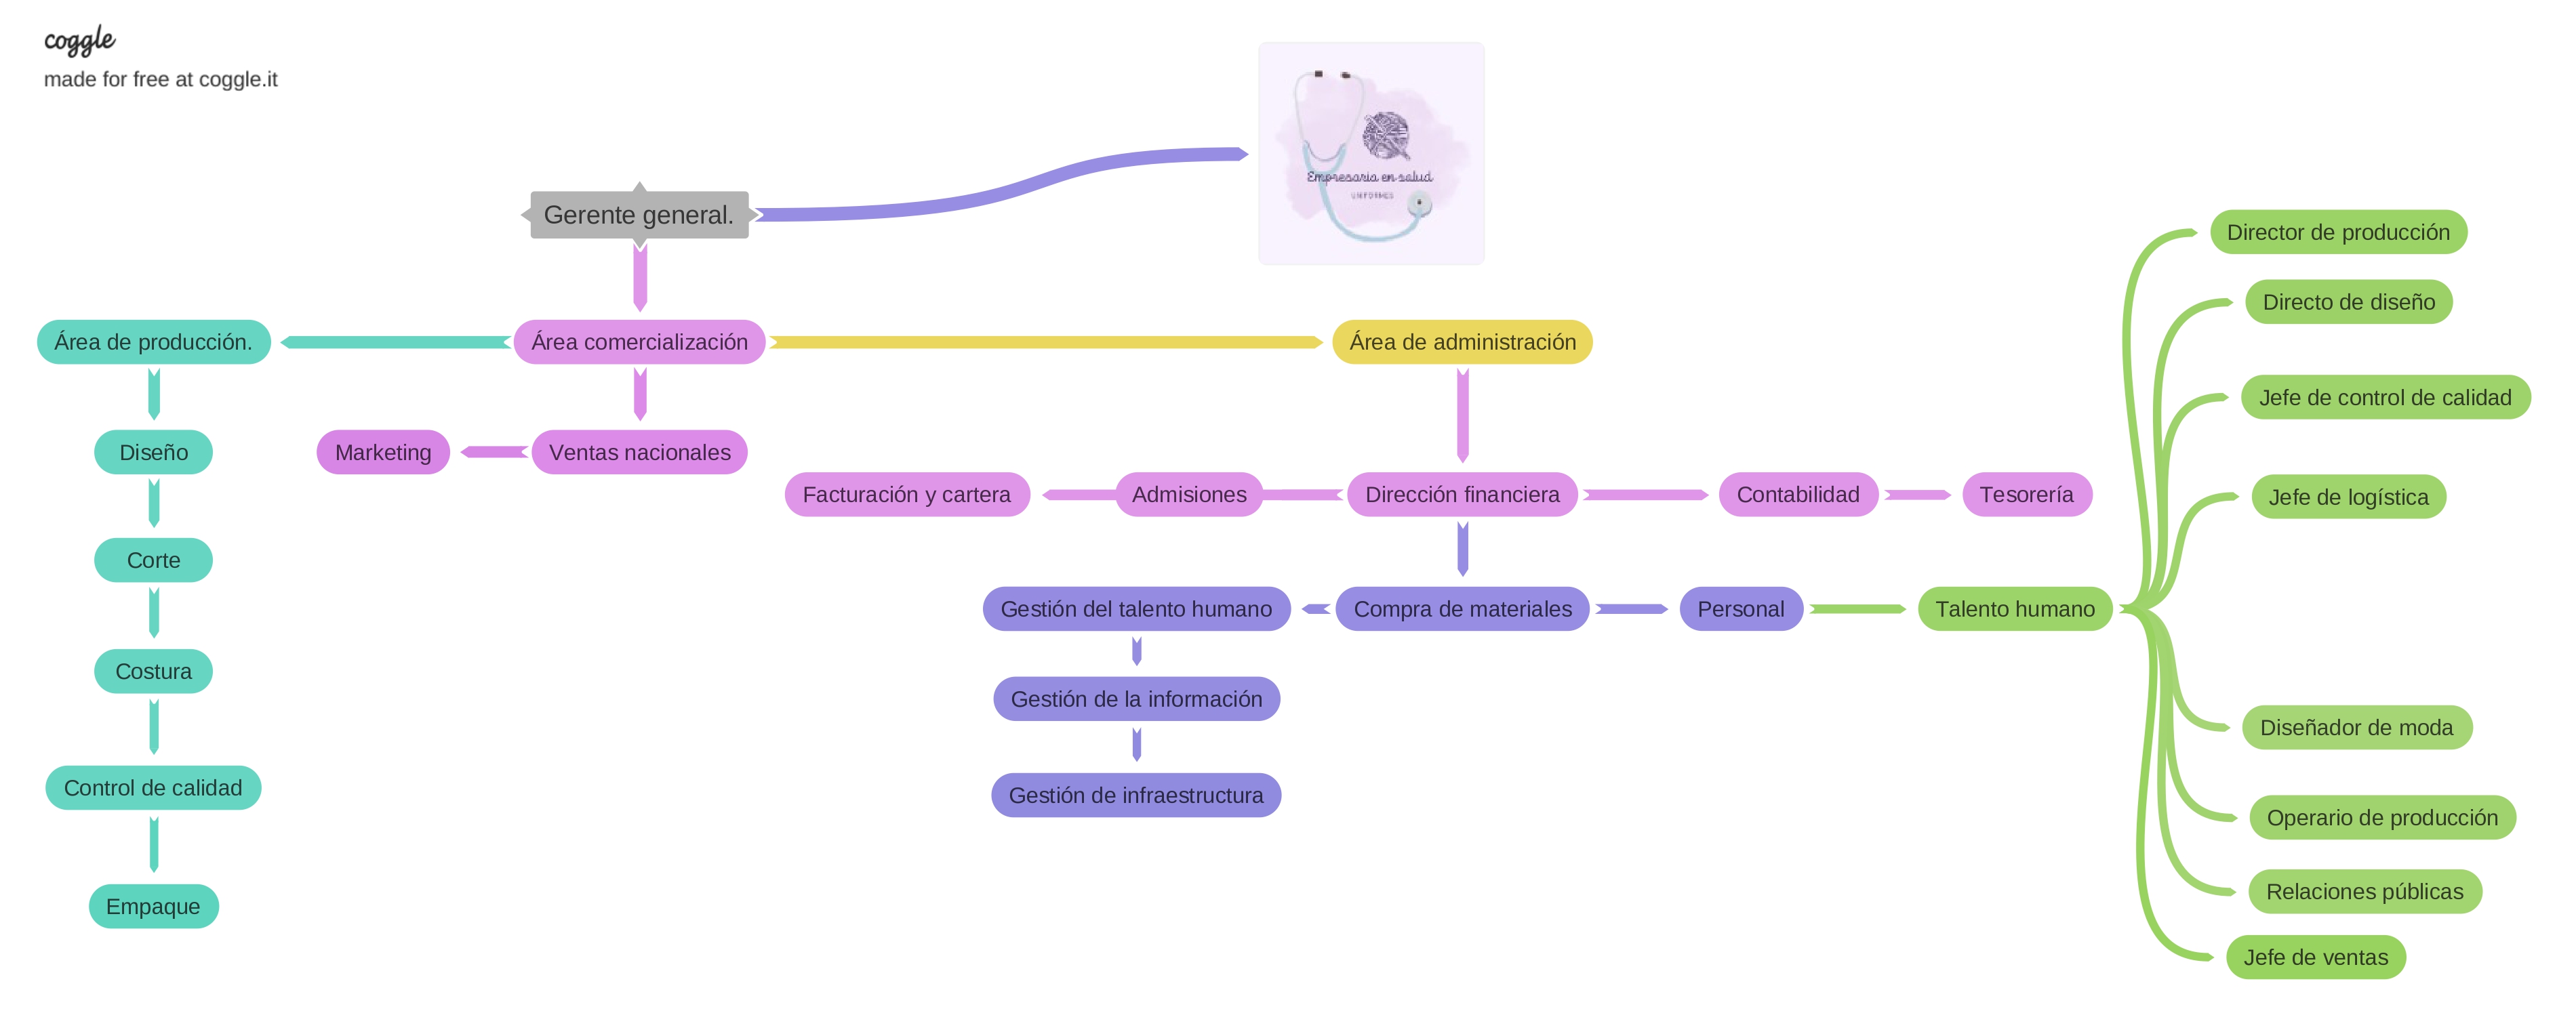 coggle
made for free at coggle.it
Empresaria en salud
UNIFORMES
Gerente general.
Director de producción
Directo de diseño
Área de producción.
Área comercialización
Área de administración
Jefe de control de calidad
Diseño
Marketing
Ventas nacionales
Facturación y cartera
Admisiones
Dirección financiera
Contabilidad
Tesorería
Jefe de logística
Corte
Gestión del talento humano
Compra de materiales
Personal
Talento humano
Costura
Gestión de la información
Diseñador de moda
Control de calidad
Gestión de infraestructura
Operario de producción
Empaque
Relaciones públicas
Jefe de ventas